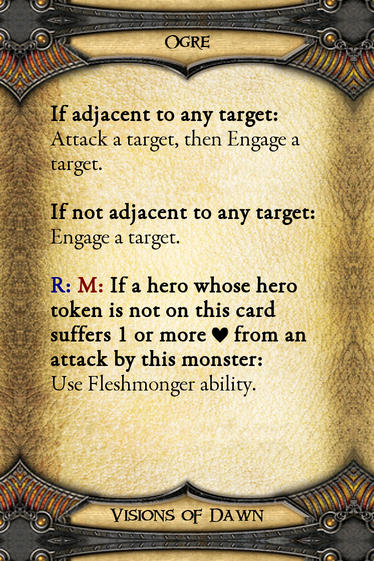 Ogre
If adjacent to any target:
Attack a target, then Engage a
target.
If not adjacent to any target:
Engage a target.
R: M: If a hero whose hero
token is not on this card
suffers 1 or more ♥ from an
attack by this monster:
Use Fleshmonger ability.
Visions of Dawn